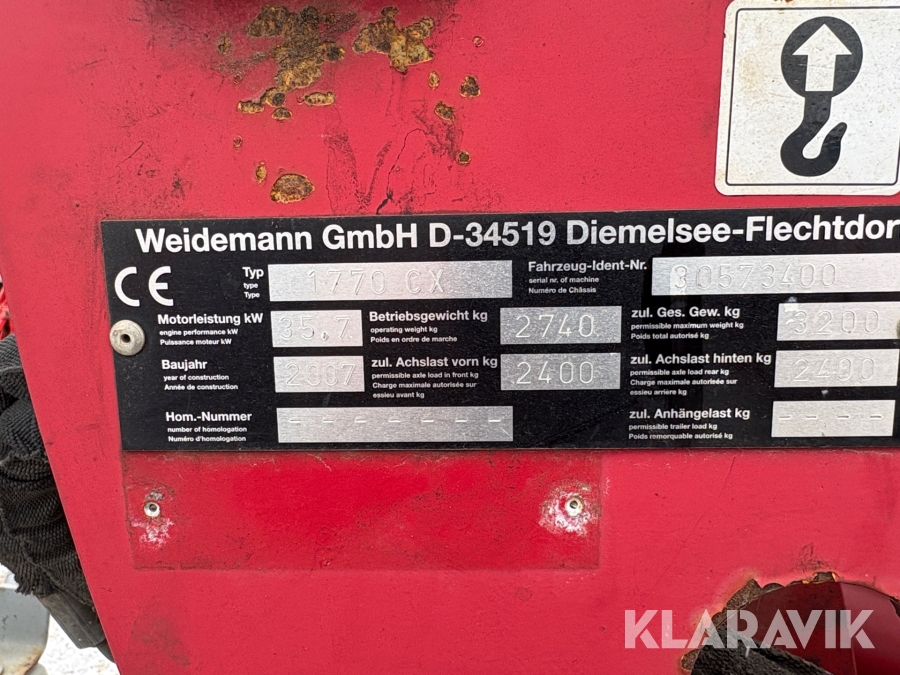 Weidemann GmbH D-34519 Diemelsee-Flechtdor
CE
Typ
type
Type
1770 CX
Fahrzeug-Ident-Nr.
serial nr. of machine
Numéro de Châssis
30573400
Motorleistung kW
engine performance kW
Puissance moteur kW
35,7
Betriebsgewicht kg
operating weight kg
Poids en ordre de marche
2740
zul. Ges. Gew. kg
permissible maximum weight kg
Poids total autorisé kg
3200
Baujahr
year of construction
Année de construction
2007
zul. Achslast vorn kg
permissible axle load in front kg
Charge maximale autorisée sur
essieu avant kg
2400
zul. Achslast hinten kg
permissible axle load rear kg
Charge maximale autorisée sur
essieu arriere kg
2400
Hom.-Nummer
number of homologation
Numéro d'homologation
--- ---
zul. Anhängelast kg
permissible trailer load kg
Poids remorquable autorisé kg
----
KLARAVIK